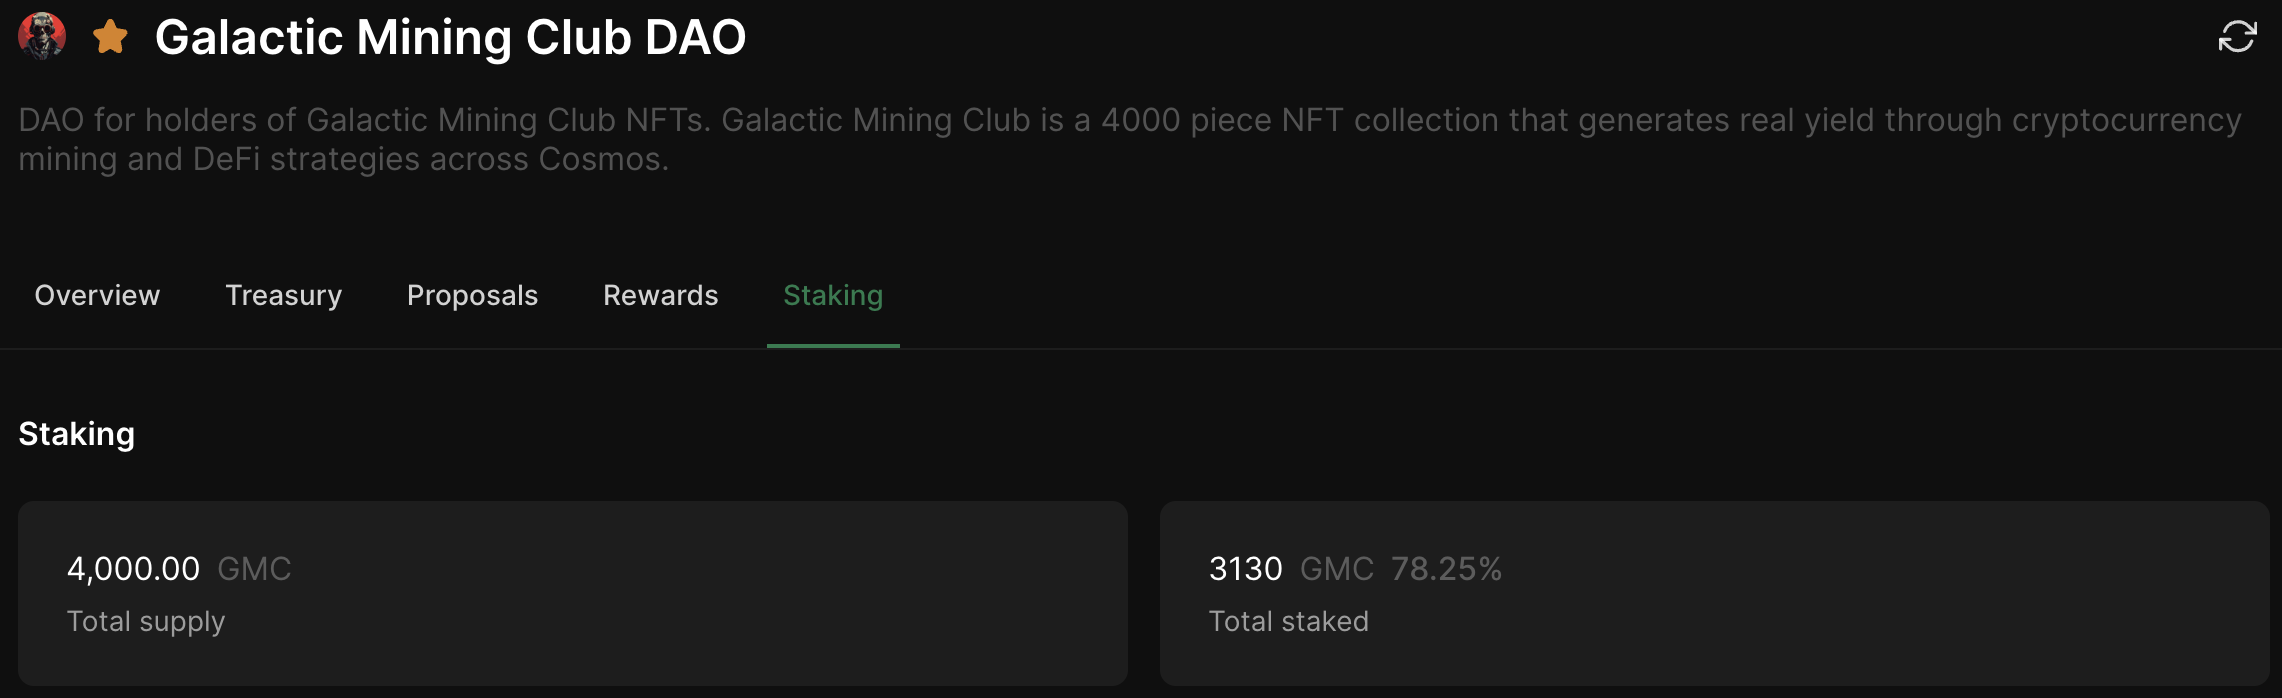 Galactic Mining Club DAO
DAO for holders of Galactic Mining Club NFTs. Galactic Mining Club is a 4000 piece NFT collection that generates real yield through cryptocurrency
mining and DeFi strategies across Cosmos.
Overview Treasury Proposals Rewards Staking
Staking
4,000.00 GMC
Total supply
3130 GMC 78.25%
Total staked